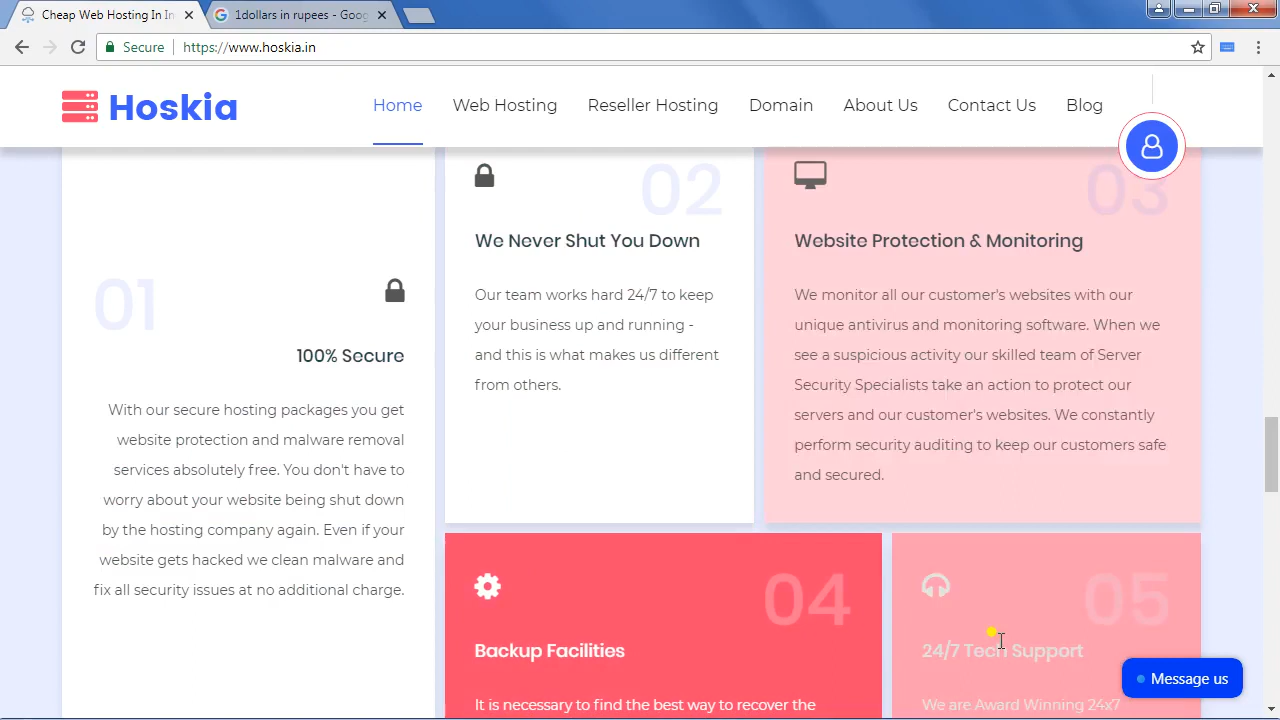 Cheap Web Hosting In In
1dollars in rupees - Goog
Secure
https://www.hoskia.in
Hoskia
Home
Web Hosting
Reseller Hosting
Domain
About Us
Contact Us
Blog
01
100% Secure
With our secure hosting packages you get
website protection and malware removal
services absolutely free. You don't have to
worry about your website being shut down
by the hosting company again. Even if your
website gets hacked we clean malware and
fix all security issues at no additional charge.
02
We Never Shut You Down
Our team works hard 24/7 to keep
your business up and running -
and this is what makes us different
from others.
03
Website Protection & Monitoring
We monitor all our customer's websites with our
unique antivirus and monitoring software. When we
see a suspicious activity our skilled team of Server
Security Specialists take an action to protect our
servers and our customer's websites. We constantly
perform security auditing to keep our customers safe
and secured.
04
Backup Facilities
It is necessary to find the best way to recover the
05
24/7 Tech Support
We are Award Winning 24x7
Message us